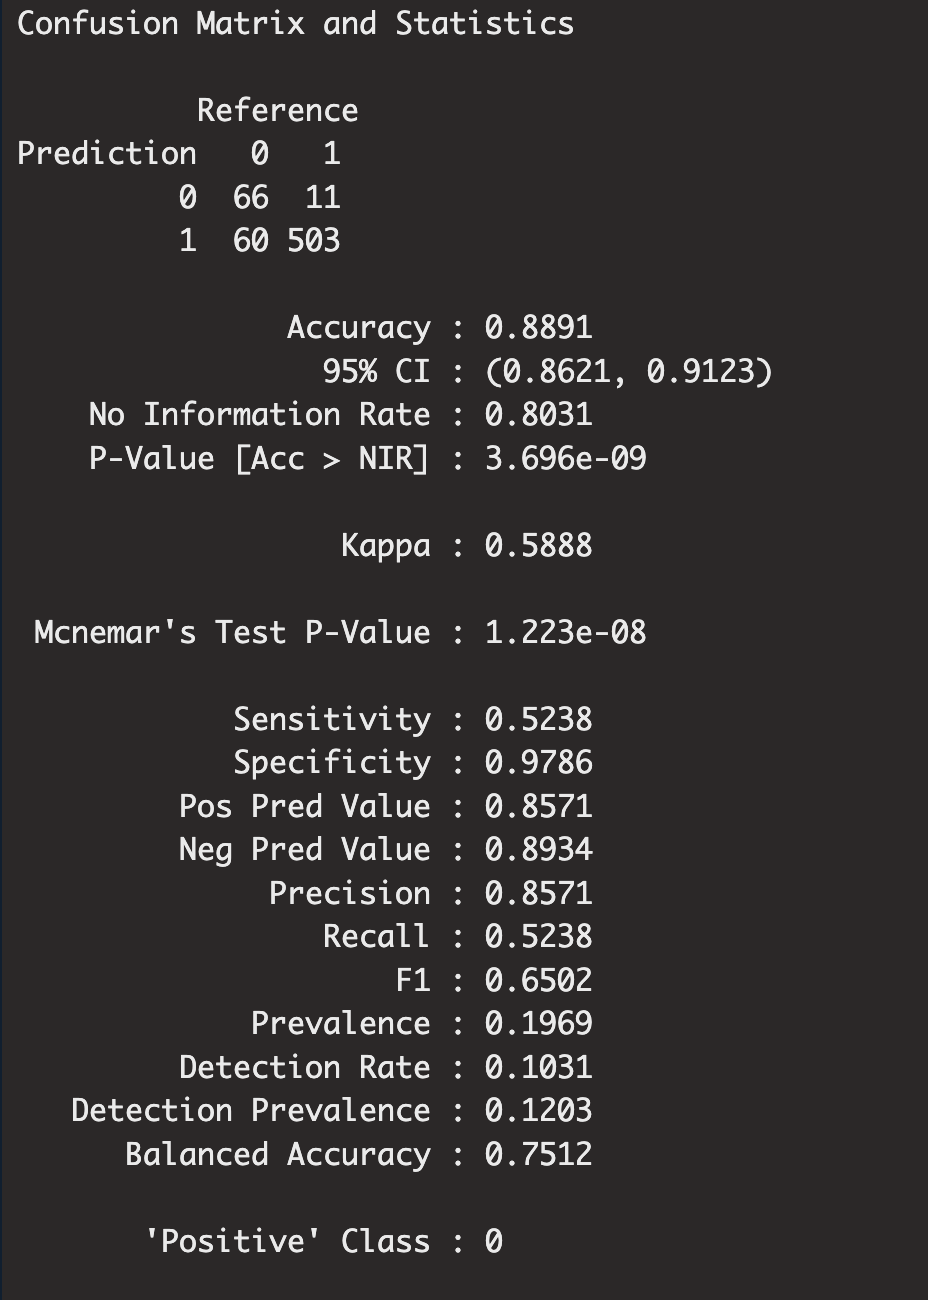 Confusion Matrix and Statistics
Reference
Prediction 0 1
0 66 11
1 60 503
Accuracy : 0.8891
95% CI : (0.8621, 0.9123)
No Information Rate : 0.8031
P-Value [Acc > NIR] : 3.696e-09
Kappa : 0.5888
Mcnemar's Test P-Value : 1.223e-08
Sensitivity : 0.5238
Specificity : 0.9786
Pos Pred Value : 0.8571
Neg Pred Value : 0.8934
Precision : 0.8571
Recall : 0.5238
F1 : 0.6502
Prevalence : 0.1969
Detection Rate : 0.1031
Detection Prevalence : 0.1203
Balanced Accuracy : 0.7512
'Positive' Class : 0